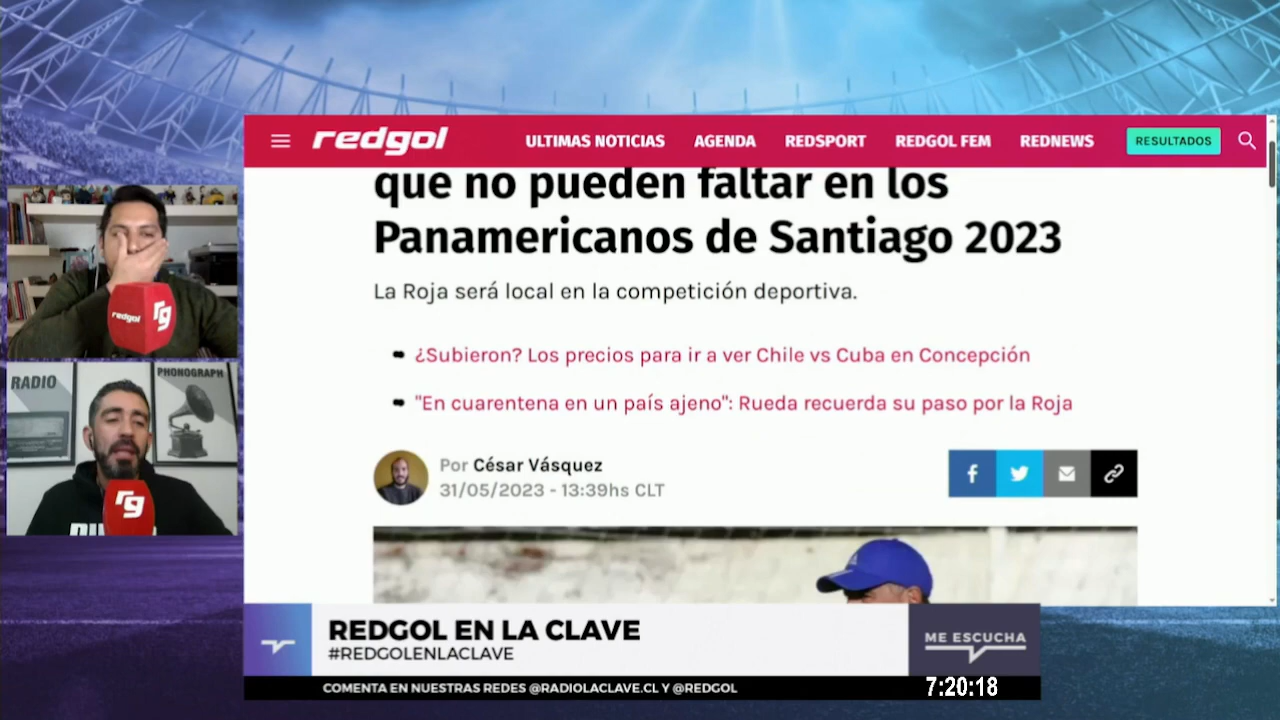 redgol
ULTIMAS NOTICIAS
AGENDA
REDSPORT
REDGOL FEM
REDNEWS
RESULTADOS
que no pueden faltar en los
Panamericanos de Santiago 2023
La Roja será local en la competición deportiva.
¿Subieron? Los precios para ir a ver Chile vs Cuba en Concepción
"En cuarentena en un país ajeno": Rueda recuerda su paso por la Roja
Por César Vásquez
31/05/2023 - 13:39hs CLT
redgol
rg
RADIO
PHONOGRAPH
rg
REDGOL EN LA CLAVE
#REDGOLENLACLAVE
ME ESCUCHA
COMENTA EN NUESTRAS REDES @RADIOLACLAVE.CL Y @REDGOL
7:20:18